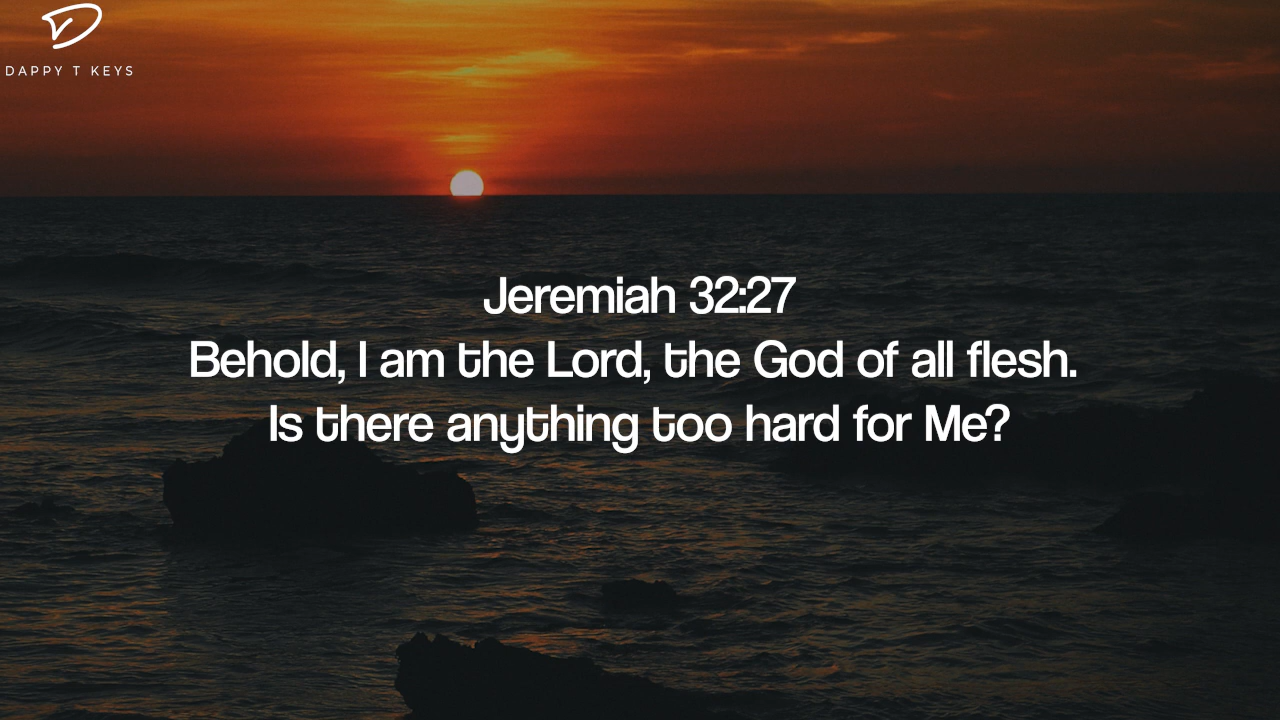 DAPPY T KEYS
Jeremiah 32:27
Behold, I am the Lord, the God of all flesh.
Is there anything too hard for Me?